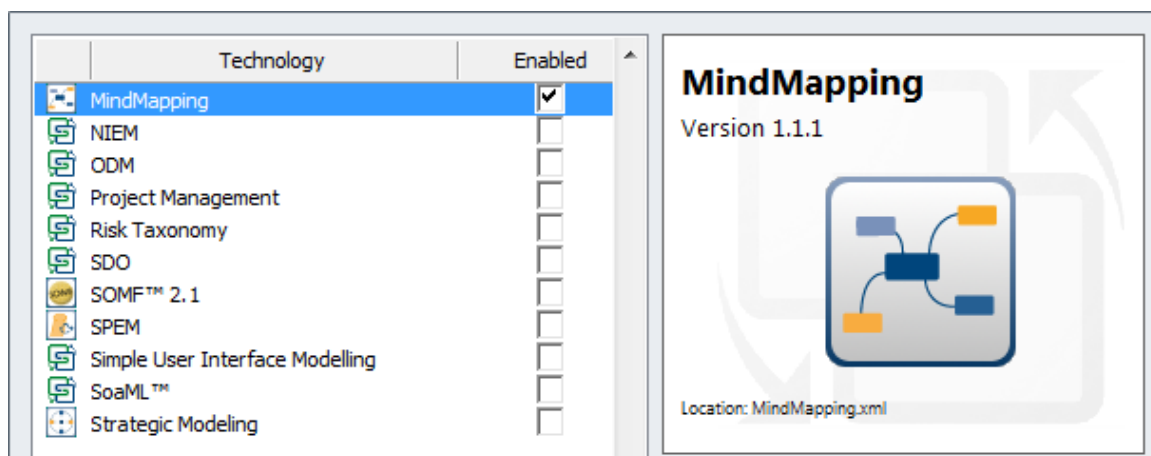 Technology Enabled
MindMapping
NIEM
ODM
Project Management
Risk Taxonomy
SDO
SOMF™ 2.1
SPEM
Simple User Interface Modelling
SoaML™
Strategic Modeling
MindMapping
Version 1.1.1
Location: MindMapping.xml